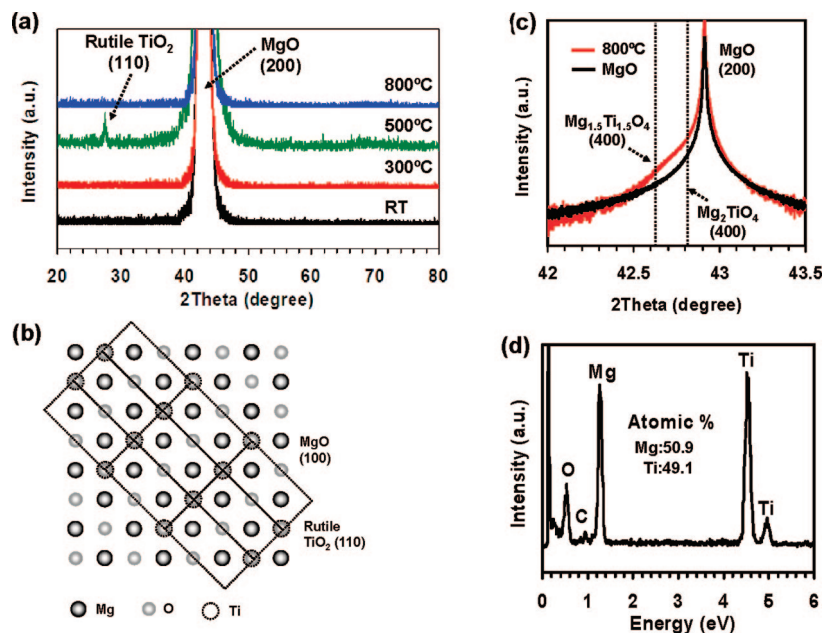 (a)
Rutile TiO2
(110)
MgO
(200)
800ºC
500ºC
300ºC
RT
Intensity (a.u.)
20 30 40 50 60 70 80
2Theta (degree)
(b)
MgO
(100)
Rutile
TiO2 (110)
Mg O Ti
(c)
800ºC
MgO
MgO
(200)
Mg1.5Ti1.5O4
(400)
Mg2TiO4
(400)
Intensity (a.u.)
42 42.5 43 43.5
2Theta (degree)
(d)
Ti
Mg
Atomic %
Mg:50.9
Ti:49.1
O
C
Ti
Intensity (a.u.)
0 1 2 3 4 5 6
Energy (eV)